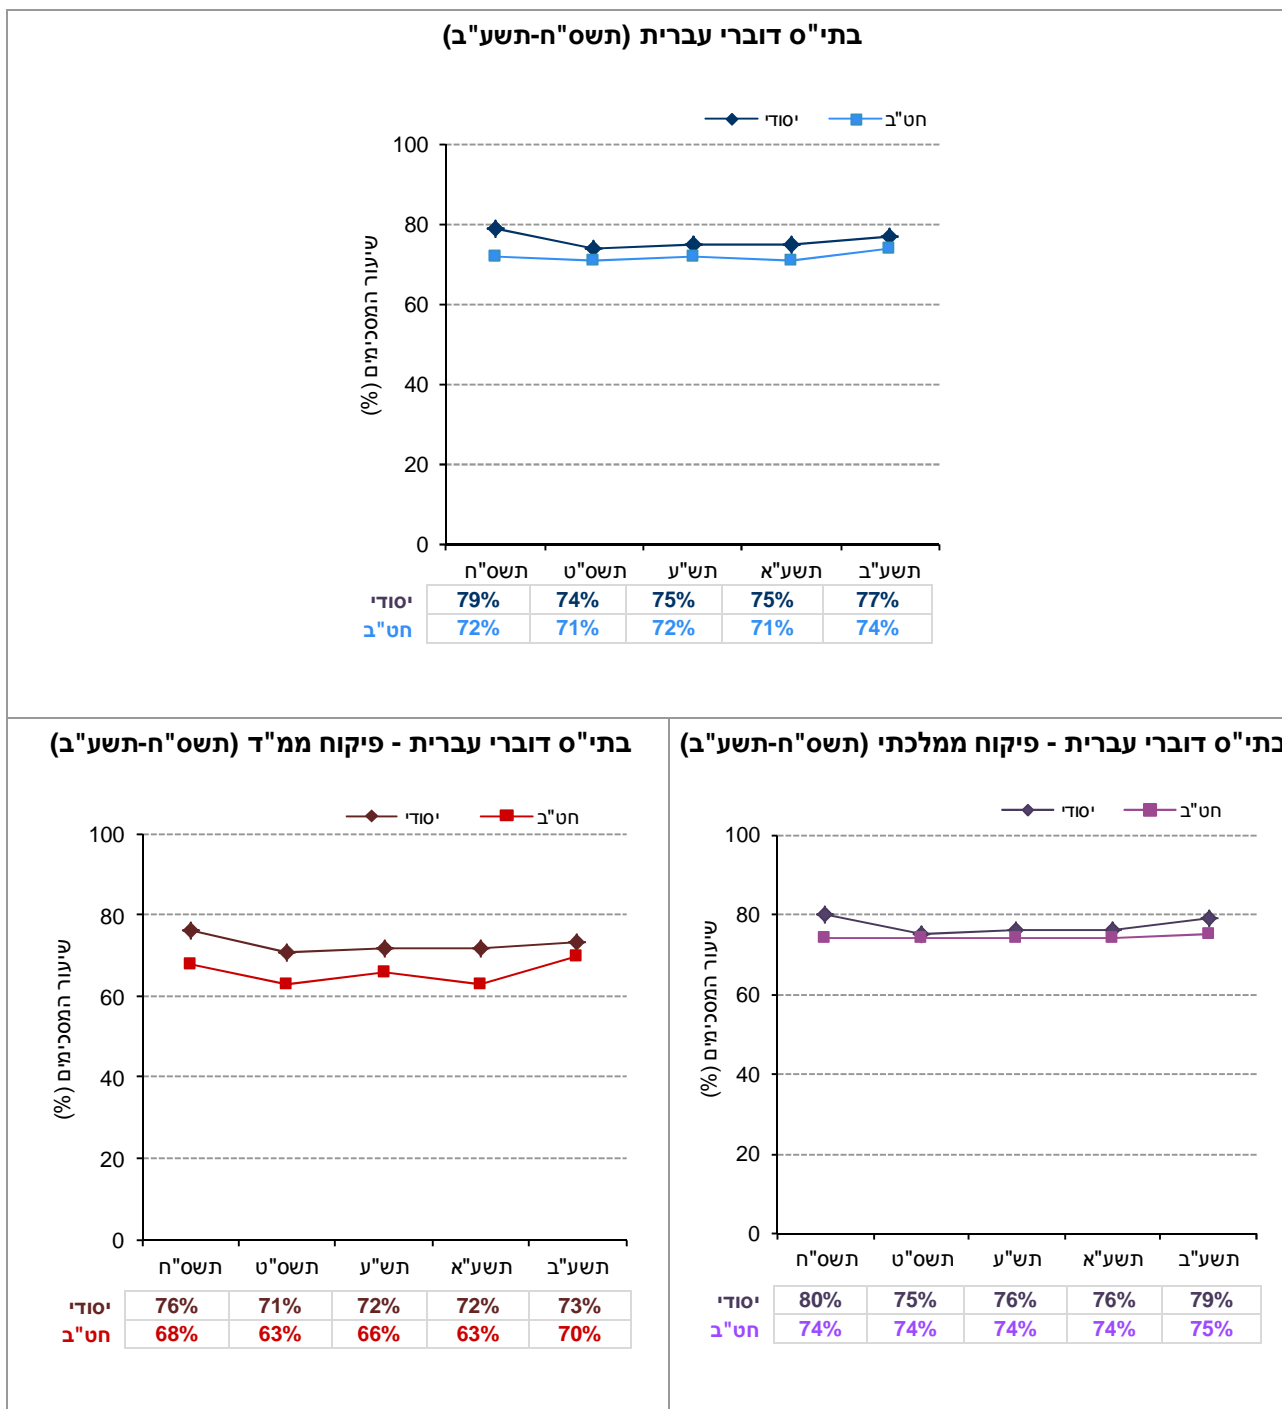 בתי"ס דוברי עברית (תשס"ח-תשע"ב)
יסודי חט"ב
שיעור המסכימים (%)
100
80
60
40
20
0
תשס"ח תשס"ט תש"ע תשע"א תשע"ב
יסודי 79% 74% 75% 75% 77%
חט"ב 72% 71% 72% 71% 74%
בתי"ס דוברי עברית - פיקוח ממלכתי (תשס"ח-תשע"ב)
יסודי חט"ב
שיעור המסכימים (%)
100
80
60
40
20
0
תשס"ח תשס"ט תש"ע תשע"א תשע"ב
יסודי 80% 75% 76% 76% 79%
חט"ב 74% 74% 74% 74% 75%
בתי"ס דוברי עברית - פיקוח ממ"ד (תשס"ח-תשע"ב)
יסודי חט"ב
שיעור המסכימים (%)
100
80
60
40
20
0
תשס"ח תשס"ט תש"ע תשע"א תשע"ב
יסודי 76% 71% 72% 72% 73%
חט"ב 68% 63% 66% 63% 70%